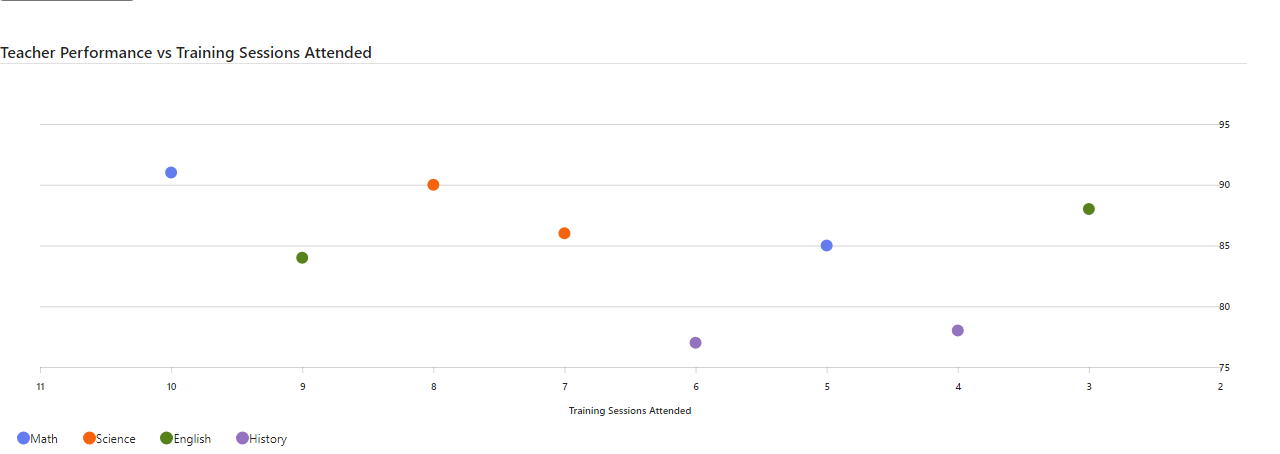 Teacher Performance vs Training Sessions Attended
95
90
85
80
75
11 10 9 8 7 6 5 4 3 2
Training Sessions Attended
Math Science English History